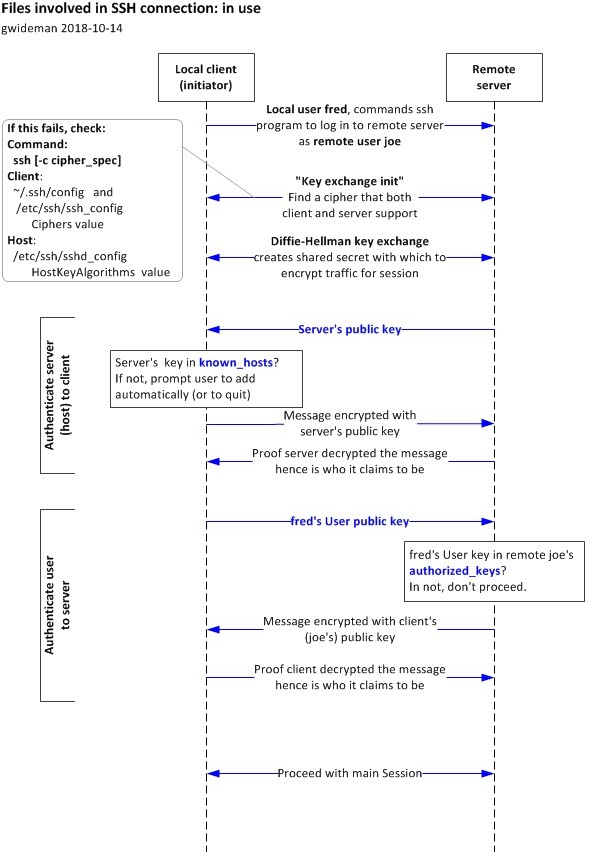 Files involved in SSH connection: in use
gwideman 2018-10-14
Local client
(initiator)
Remote
server
Local user fred, commands ssh
program to log in to remote server
as remote user joe
If this fails, check:
Command:
ssh [-c cipher_spec]
Client:
~/.ssh/config and
/etc/ssh/ssh_config
Ciphers value
Host:
/etc/ssh/sshd_config
HostKeyAlgorithms value
"Key exchange init"
Find a cipher that both
client and server support
Diffie-Hellman key exchange
creates shared secret with which to
encrypt traffic for session
Authenticate server
(host) to client
Server's public key
Server's key in known_hosts?
If not, prompt user to add
automatically (or to quit)
Message encrypted with
server's public key
Proof server decrypted the message
hence is who it claims to be
Authenticate user
to server
fred's User public key
fred's User key in remote joe's
authorized_keys?
In not, don't proceed.
Message encrypted with client's
(joe's) public key
Proof client decrypted the message
hence is who it claims to be
Proceed with main Session